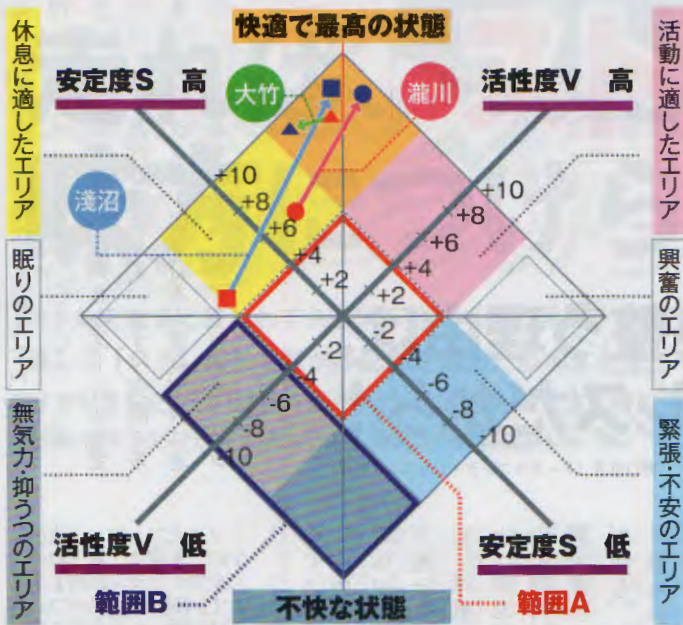 快適で最高の状態
休息に適したエリア
安定度S 高
大竹
瀧川
活性度V 高
活動に適したエリア
淺沼
+10
+8
+6
+4
+2
+10
+8
+6
+4
+2
眠りのエリア
興奮のエリア
-2
-4
-6
-8
-10
-2
-4
-6
-8
-10
無気力・抑うつのエリア
緊張・不安のエリア
活性度V 低
安定度S 低
範囲B
不快な状態
範囲A